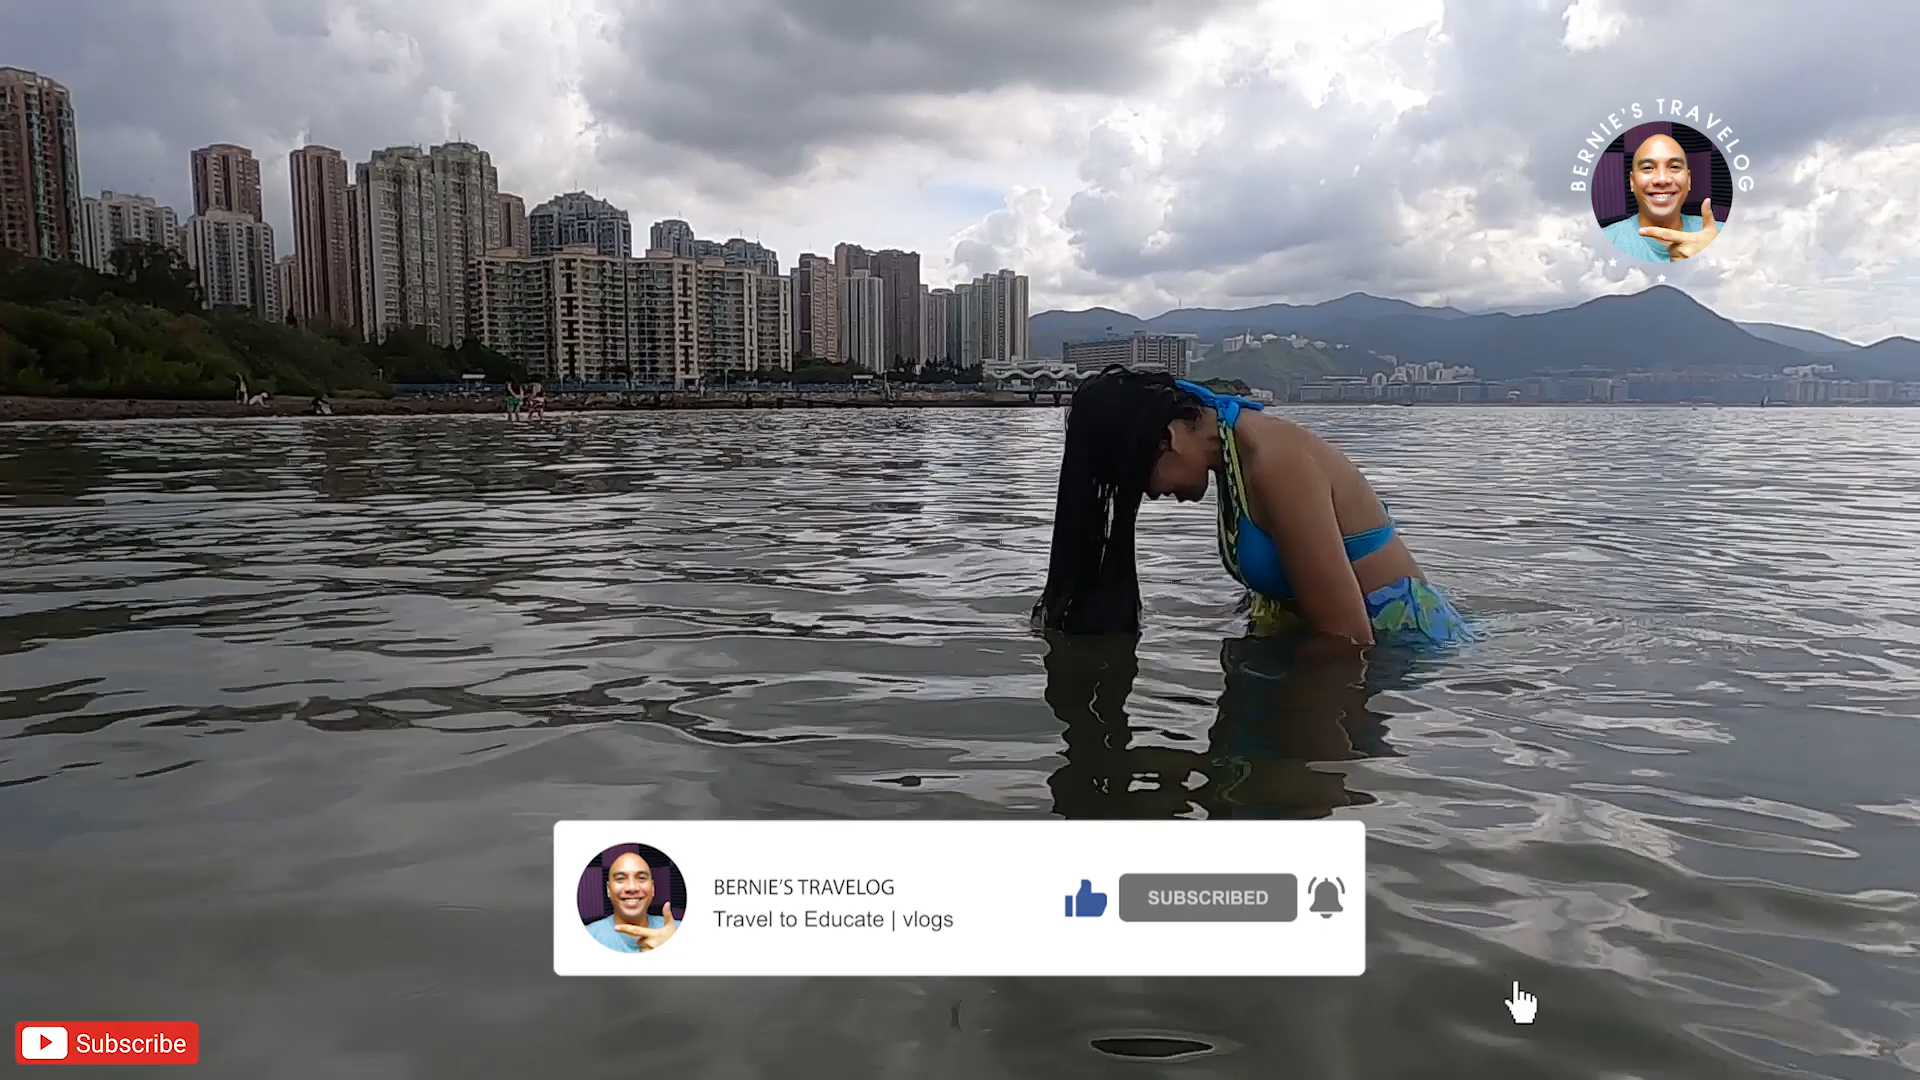 BERNIE'S TRAVELOG
BERNIE'S TRAVELOG
Travel to Educate | vlogs
SUBSCRIBED
Subscribe